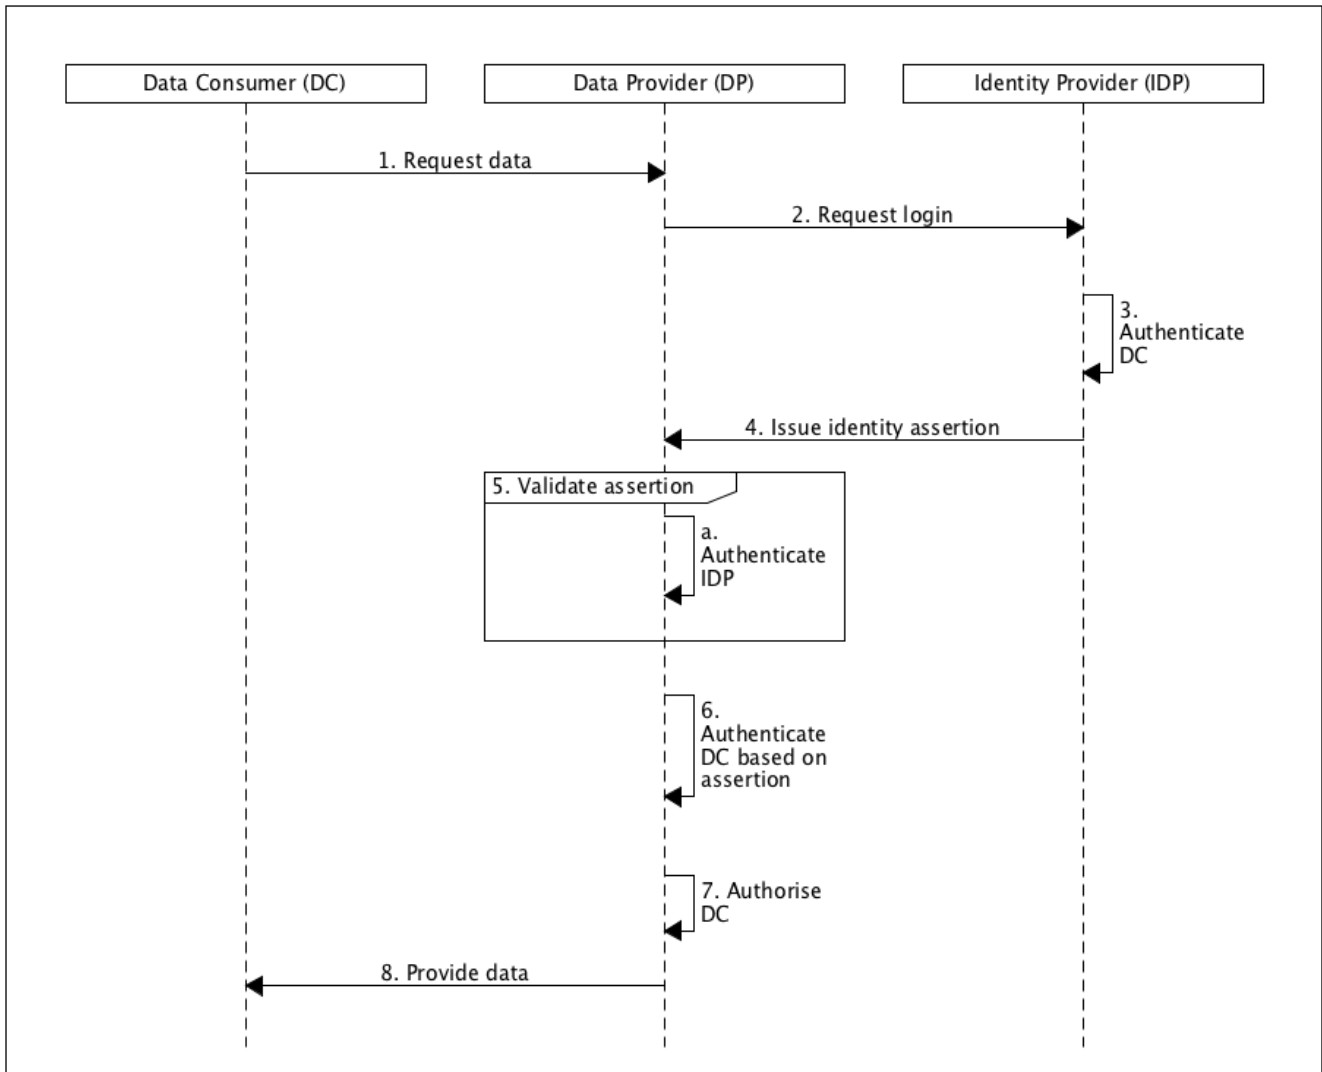 Data Consumer (DC)
Data Provider (DP)
Identity Provider (IDP)
1. Request data
2. Request login
3.
Authenticate
DC
4. Issue identity assertion
5. Validate assertion
a.
Authenticate
IDP
6.
Authenticate
DC based on
assertion
7. Authorise
DC
8. Provide data